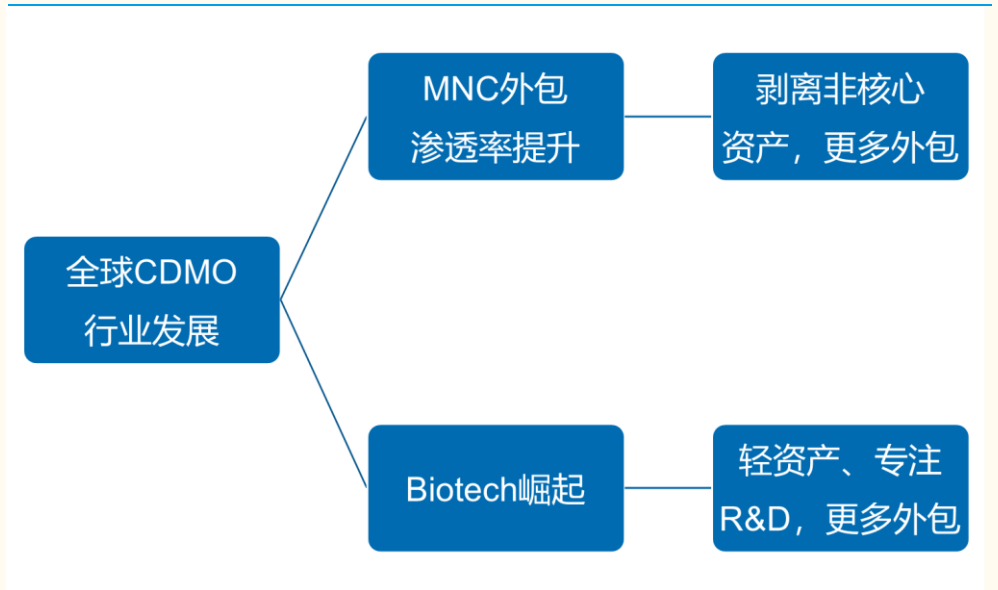 全球CDMO
行业发展
MNC外包
渗透率提升
剥离非核心
资产，更多外包
Biotech崛起
轻资产、专注
R&D，更多外包